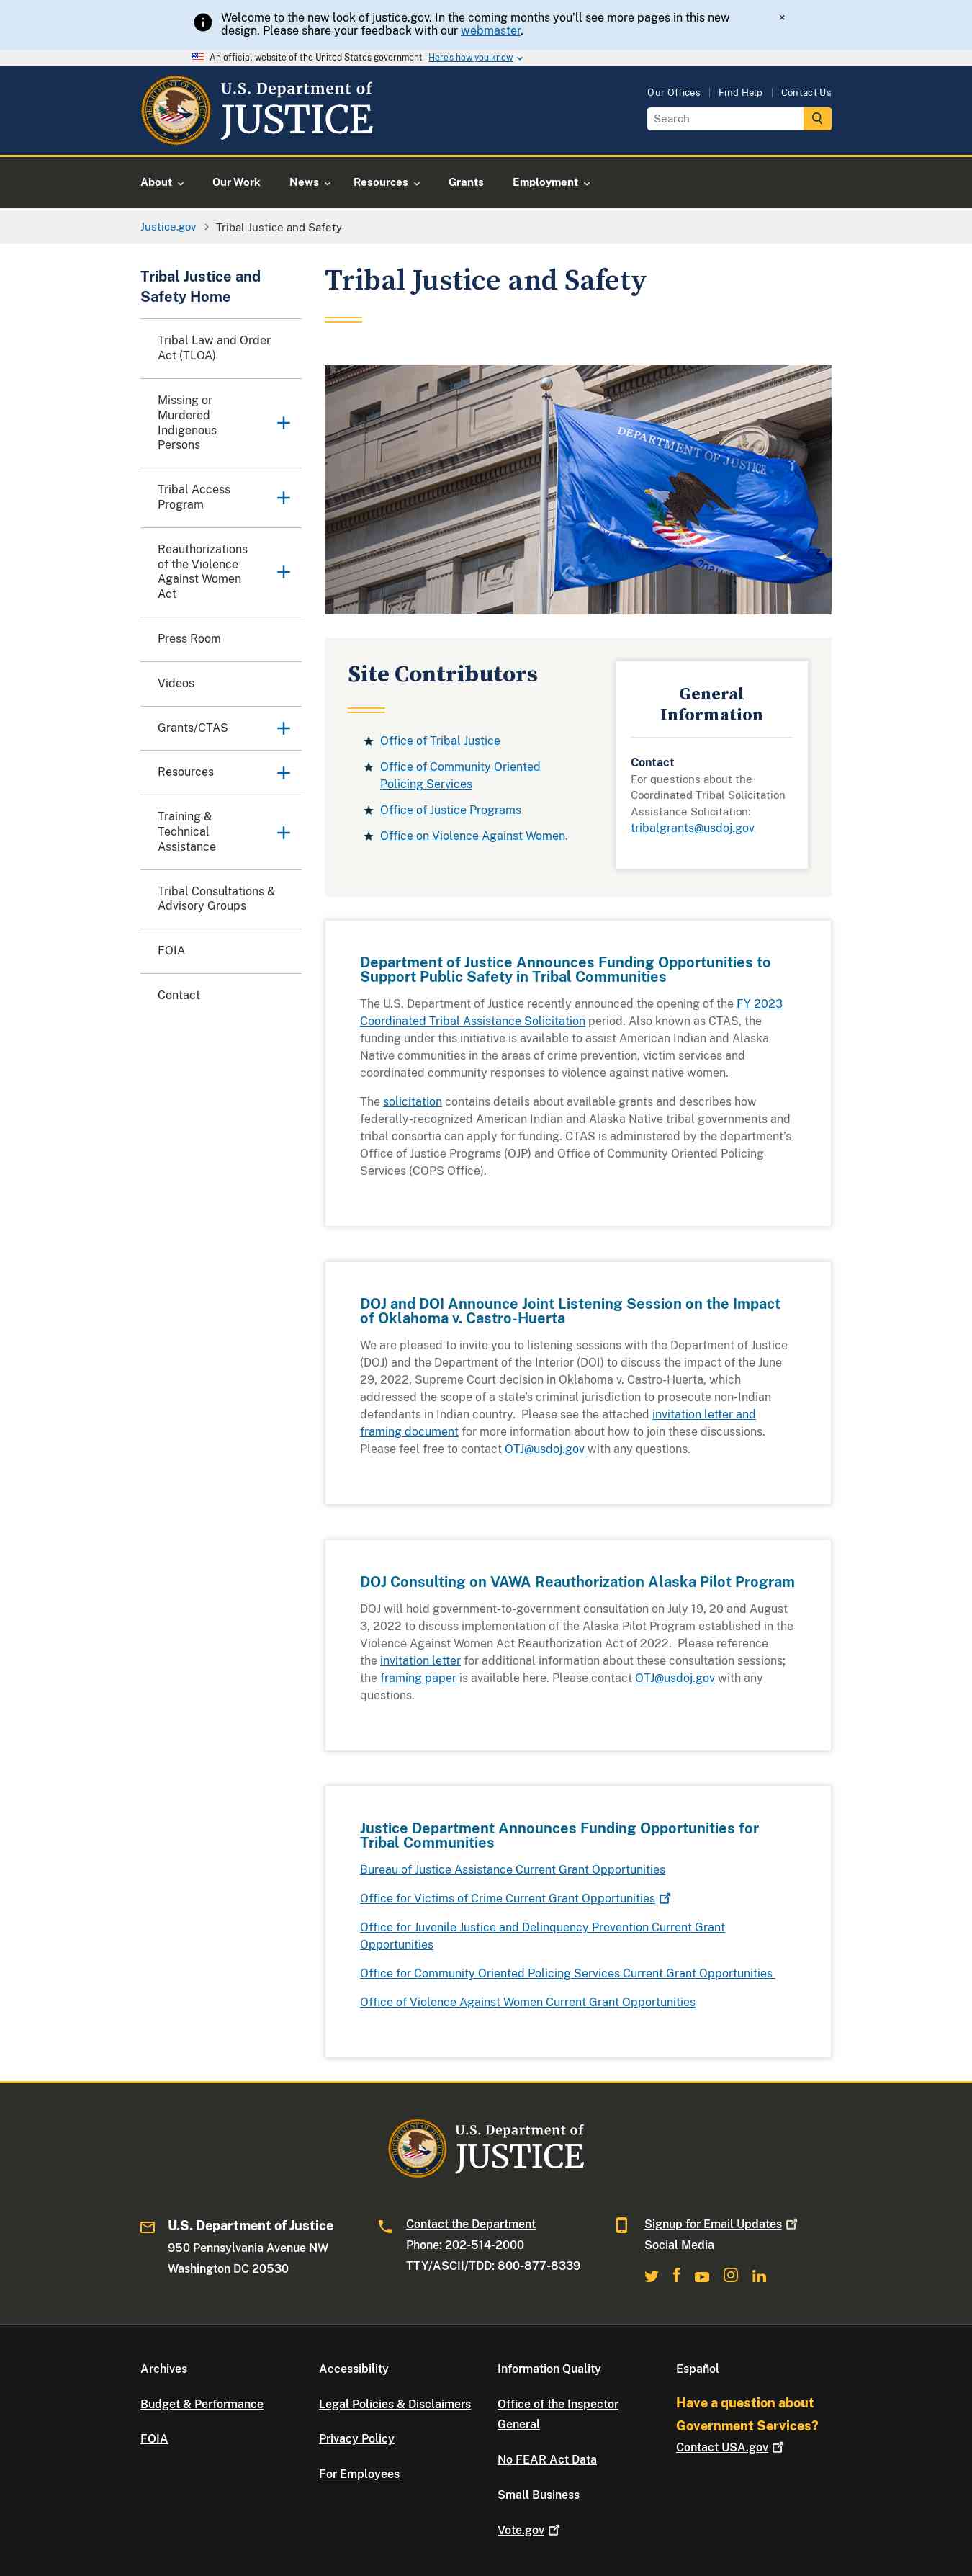 Welcome to the new look of justice.gov. In the coming months you'll see more pages in this new
design. Please share your feedback with our webmaster.
×
An official website of the United States government Here's how you know
U.S. Department of
JUSTICE
Our Offices
Find Help
Contact Us
Search
About
Our Work
News
Resources
Grants
Employment
Justice.gov
Tribal Justice and Safety
Tribal Justice and
Safety Home
Tribal Law and Order
Act (TLOA)
Missing or
Murdered
Indigenous
Persons
Tribal Access
Program
Reauthorizations
of the Violence
Against Women
Act
Press Room
Videos
Grants/CTAS
Resources
Training &
Technical
Assistance
Tribal Consultations &
Advisory Groups
FOIA
Contact
Tribal Justice and Safety
DEPARTMENT OF JUSTICE
Site Contributors
Office of Tribal Justice
Office of Community Oriented
Policing Services
Office of Justice Programs
Office on Violence Against Women.
General
Information
Contact
For questions about the
Coordinated Tribal Solicitation
Assistance Solicitation:
tribalgrants@usdoj.gov
Department of Justice Announces Funding Opportunities to
Support Public Safety in Tribal Communities
The U.S. Department of Justice recently announced the opening of the FY 2023
Coordinated Tribal Assistance Solicitation period. Also known as CTAS, the
funding under this initiative is available to assist American Indian and Alaska
Native communities in the areas of crime prevention, victim services and
coordinated community responses to violence against native women.
The solicitation contains details about available grants and describes how
federally-recognized American Indian and Alaska Native tribal governments and
tribal consortia can apply for funding. CTAS is administered by the department's
Office of Justice Programs (OJP) and Office of Community Oriented Policing
Services (COPS Office).
DOJ and DOI Announce Joint Listening Session on the Impact
of Oklahoma v. Castro-Huerta
We are pleased to invite you to listening sessions with the Department of Justice
(DOJ) and the Department of the Interior (DOI) to discuss the impact of the June
29, 2022, Supreme Court decision in Oklahoma v. Castro-Huerta, which
addressed the scope of a state's criminal jurisdiction to prosecute non-Indian
defendants in Indian country.  Please see the attached invitation letter and
framing document for more information about how to join these discussions.
Please feel free to contact OTJ@usdoj.gov with any questions.
DOJ Consulting on VAWA Reauthorization Alaska Pilot Program
DOJ will hold government-to-government consultation on July 19, 20 and August
3, 2022 to discuss implementation of the Alaska Pilot Program established in the
Violence Against Women Act Reauthorization Act of 2022.  Please reference
the invitation letter for additional information about these consultation sessions;
the framing paper is available here. Please contact OTJ@usdoj.gov with any
questions.
Justice Department Announces Funding Opportunities for
Tribal Communities
Bureau of Justice Assistance Current Grant Opportunities
Office for Victims of Crime Current Grant Opportunities
Office for Juvenile Justice and Delinquency Prevention Current Grant
Opportunities
Office for Community Oriented Policing Services Current Grant Opportunities
Office of Violence Against Women Current Grant Opportunities
U.S. Department of
JUSTICE
U.S. Department of Justice
950 Pennsylvania Avenue NW
Washington DC 20530
Contact the Department
Phone: 202-514-2000
TTY/ASCII/TDD: 800-877-8339
Signup for Email Updates
Social Media
Archives
Budget & Performance
FOIA
Accessibility
Legal Policies & Disclaimers
Privacy Policy
For Employees
Information Quality
Office of the Inspector
General
No FEAR Act Data
Small Business
Vote.gov
Español
Have a question about
Government Services?
Contact USA.gov